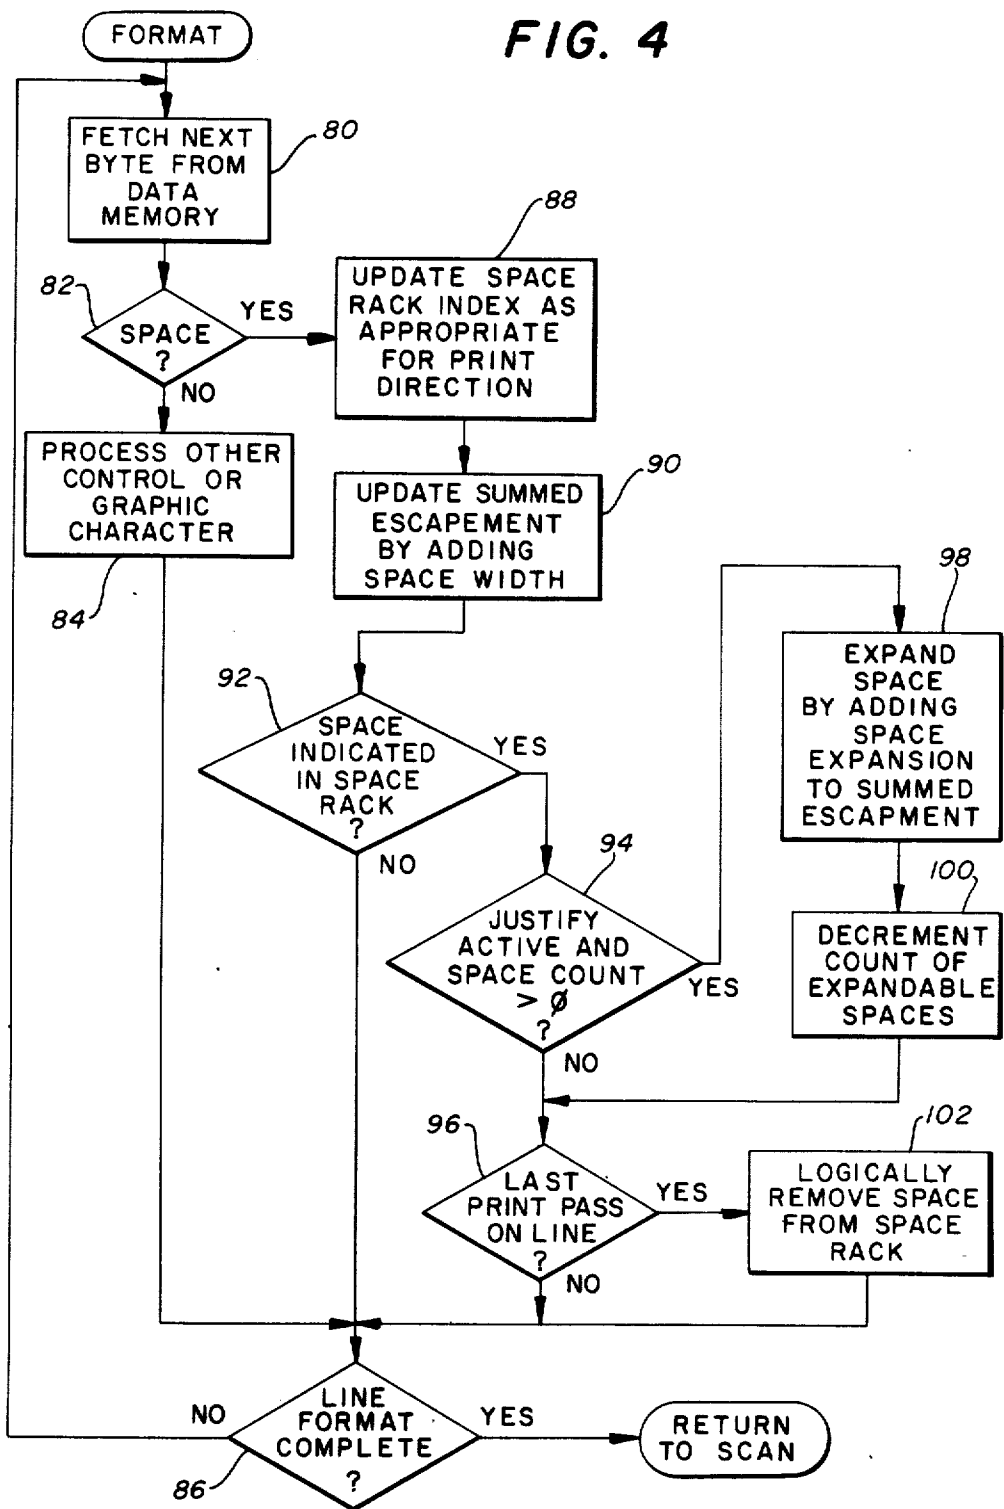 FORMAT
FIG. 4
FETCH NEXT
BYTE FROM
DATA
MEMORY
80
82
SPACE
?
YES
NO
88
UPDATE SPACE
RACK INDEX AS
APPROPRIATE
FOR PRINT
DIRECTION
PROCESS OTHER
CONTROL OR
GRAPHIC
CHARACTER
84
90
UPDATE SUMMED
ESCAPEMENT
BY ADDING
SPACE WIDTH
92
SPACE
INDICATED
IN SPACE
RACK
?
YES
NO
94
JUSTIFY
ACTIVE AND
SPACE COUNT
> Ø
?
YES
NO
98
EXPAND
SPACE
BY ADDING
SPACE
EXPANSION
TO SUMMED
ESCAPMENT
100
DECREMENT
COUNT OF
EXPANDABLE
SPACES
96
LAST
PRINT PASS
ON LINE
?
YES
NO
102
LOGICALLY
REMOVE SPACE
FROM SPACE
RACK
LINE
FORMAT
COMPLETE
?
NO
YES
86
RETURN
TO SCAN